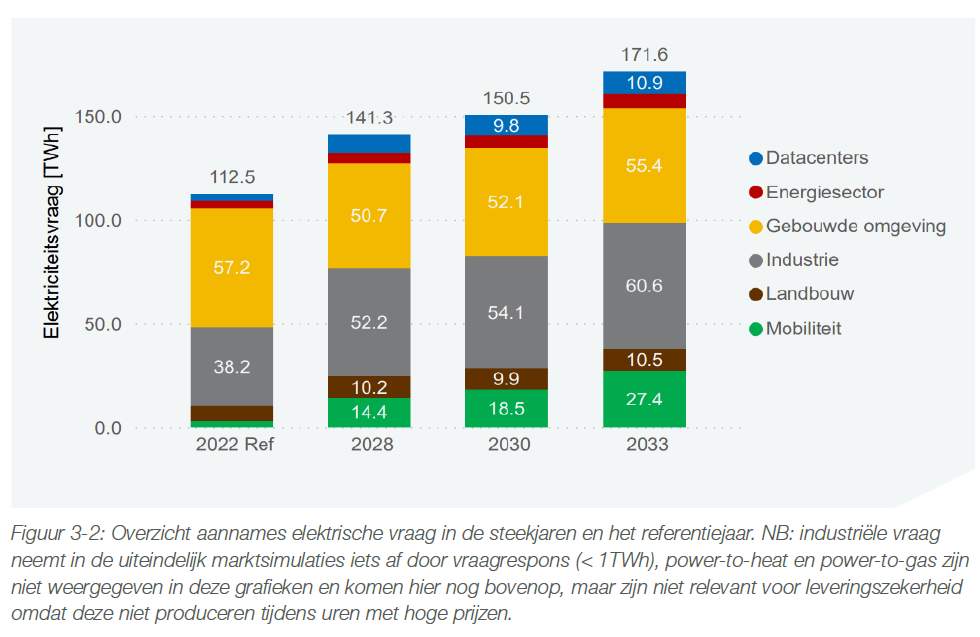 171.6
150.5
141.3
112.5
Elektriciteitsvraag [TWh]
150.0
100.0
50.0
0.0
57.2
38.2
50.7
52.2
10.2
14.4
9.8
52.1
54.1
9.9
18.5
10.9
55.4
60.6
10.5
27.4
2022 Ref
2028
2030
2033
Datacenters
Energiesector
Gebouwde omgeving
Industrie
Landbouw
Mobiliteit
Figuur 3-2: Overzicht aannames elektrische vraag in de steekjaren en het referentiejaar. NB: industriële vraag
neemt in de uiteindelijk marktsimulaties iets af door vraagrespons (< 1TWh), power-to-heat en power-to-gas zijn
niet weergegeven in deze grafieken en komen hier nog bovenop, maar zijn niet relevant voor leveringszekerheid
omdat deze niet produceren tijdens uren met hoge prijzen.